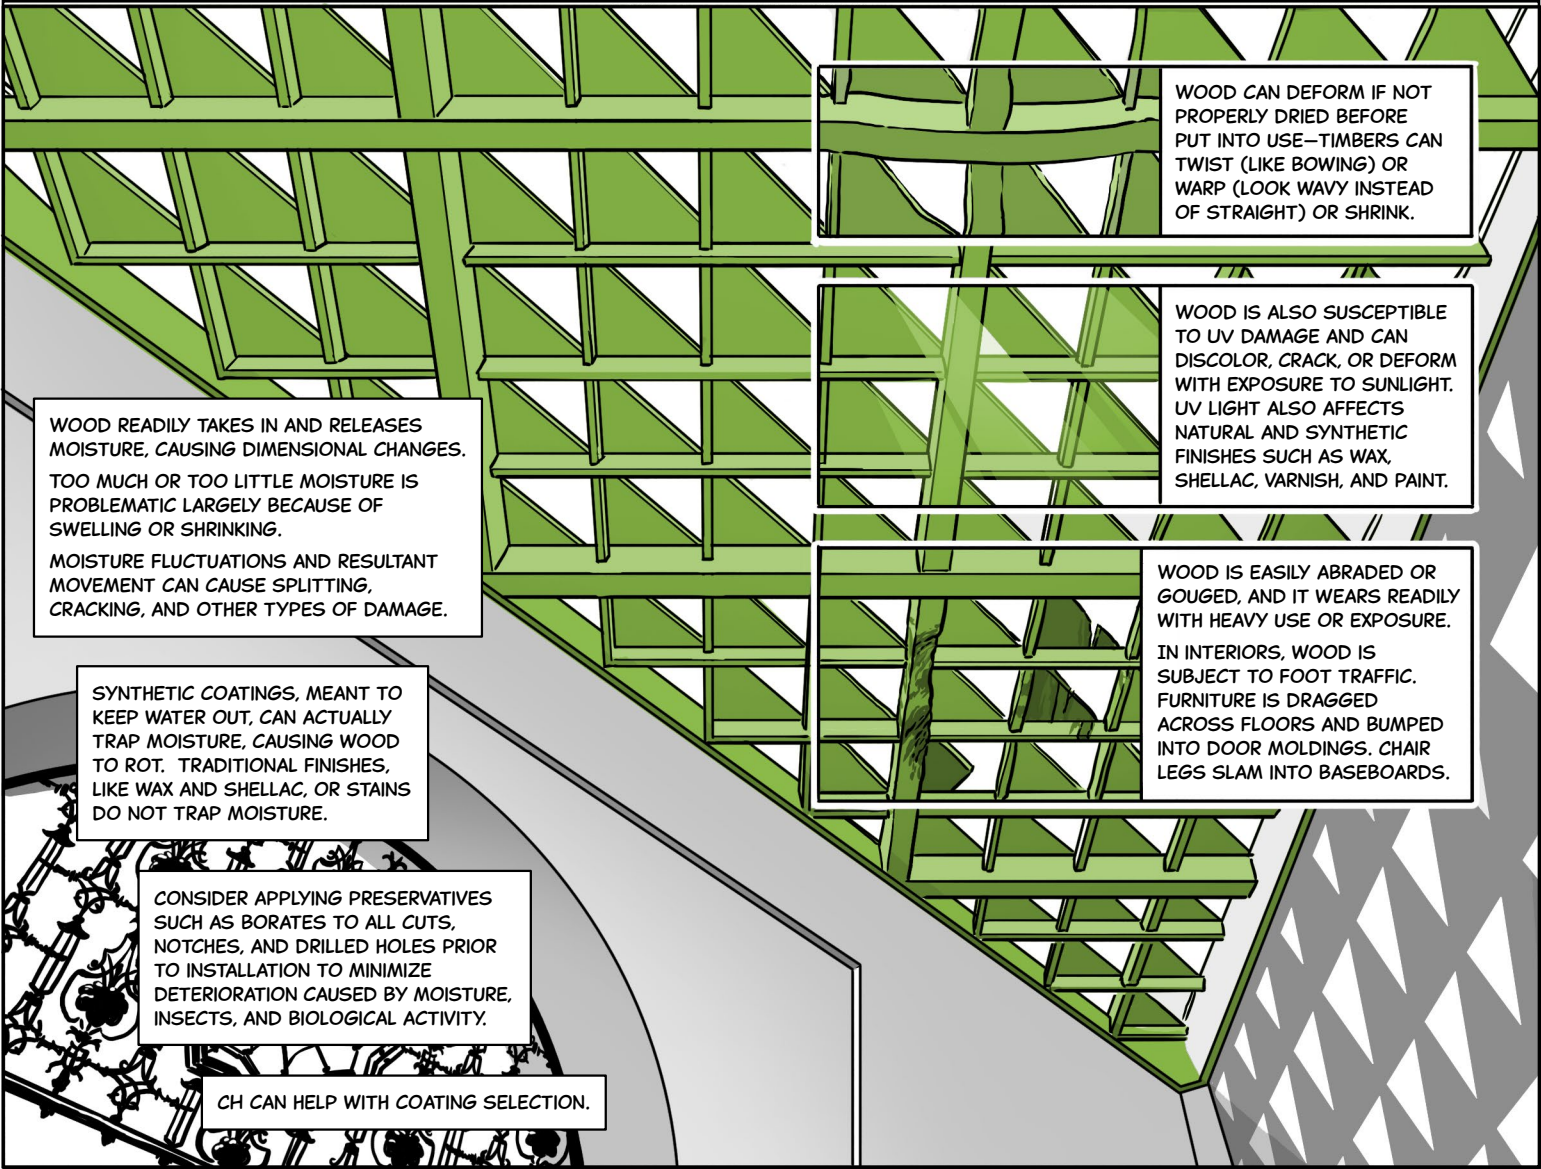 WOOD CAN DEFORM IF NOT
PROPERLY DRIED BEFORE
PUT INTO USE—TIMBERS CAN
TWIST (LIKE BOWING) OR
WARP (LOOK WAVY INSTEAD
OF STRAIGHT) OR SHRINK.
WOOD IS ALSO SUSCEPTIBLE
TO UV DAMAGE AND CAN
DISCOLOR, CRACK, OR DEFORM
WITH EXPOSURE TO SUNLIGHT.
UV LIGHT ALSO AFFECTS
NATURAL AND SYNTHETIC
FINISHES SUCH AS WAX,
SHELLAC, VARNISH, AND PAINT.
WOOD READILY TAKES IN AND RELEASES
MOISTURE, CAUSING DIMENSIONAL CHANGES.
TOO MUCH OR TOO LITTLE MOISTURE IS
PROBLEMATIC LARGELY BECAUSE OF
SWELLING OR SHRINKING.
MOISTURE FLUCTUATIONS AND RESULTANT
MOVEMENT CAN CAUSE SPLITTING,
CRACKING, AND OTHER TYPES OF DAMAGE.
WOOD IS EASILY ABRADED OR
GOUGED, AND IT WEARS READILY
WITH HEAVY USE OR EXPOSURE.
IN INTERIORS, WOOD IS
SUBJECT TO FOOT TRAFFIC.
FURNITURE IS DRAGGED
ACROSS FLOORS AND BUMPED
INTO DOOR MOLDINGS. CHAIR
LEGS SLAM INTO BASEBOARDS.
SYNTHETIC COATINGS, MEANT TO
KEEP WATER OUT, CAN ACTUALLY
TRAP MOISTURE, CAUSING WOOD
TO ROT. TRADITIONAL FINISHES,
LIKE WAX AND SHELLAC, OR STAINS
DO NOT TRAP MOISTURE.
CONSIDER APPLYING PRESERVATIVES
SUCH AS BORATES TO ALL CUTS,
NOTCHES, AND DRILLED HOLES PRIOR
TO INSTALLATION TO MINIMIZE
DETERIORATION CAUSED BY MOISTURE,
INSECTS, AND BIOLOGICAL ACTIVITY.
CH CAN HELP WITH COATING SELECTION.